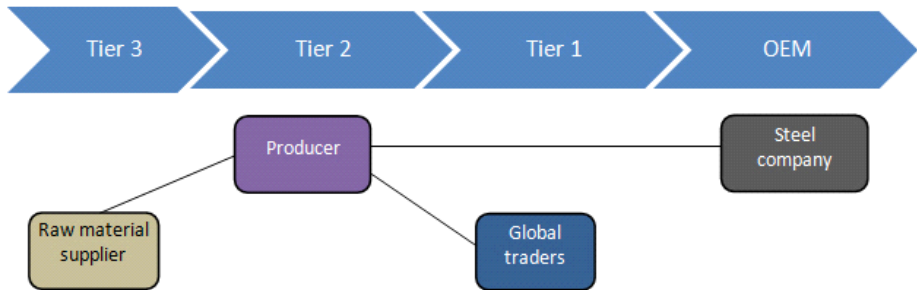 Tier 3
Tier 2
Tier 1
OEM
Producer
Steel
company
Raw material
supplier
Global
traders